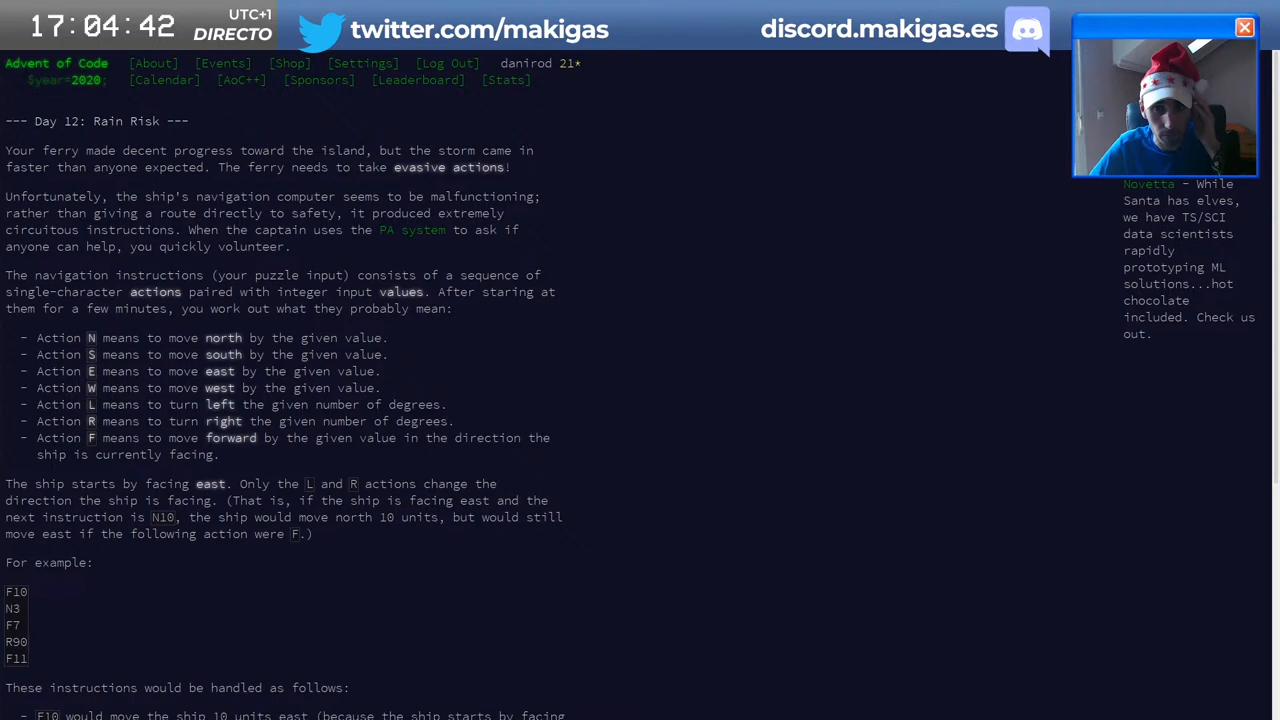 17:04:42
UTC+1
DIRECTO
twitter.com/makigas
discord.makigas.es
Advent of Code [About] [Events] [Shop] [Settings] [Log Out] danirod 21*
$year=2020; [Calendar] [AoC++] [Sponsors] [Leaderboard] [Stats]
--- Day 12: Rain Risk ---
Your ferry made decent progress toward the island, but the storm came in
faster than anyone expected. The ferry needs to take evasive actions!
Unfortunately, the ship's navigation computer seems to be malfunctioning;
rather than giving a route directly to safety, it produced extremely
circuitous instructions. When the captain uses the PA system to ask if
anyone can help, you quickly volunteer.
The navigation instructions (your puzzle input) consists of a sequence of
single-character actions paired with integer input values. After staring at
them for a few minutes, you work out what they probably mean:
- Action N means to move north by the given value.
- Action S means to move south by the given value.
- Action E means to move east by the given value.
- Action W means to move west by the given value.
- Action L means to turn left the given number of degrees.
- Action R means to turn right the given number of degrees.
- Action F means to move forward by the given value in the direction the
ship is currently facing.
The ship starts by facing east. Only the L and R actions change the
direction the ship is facing. (That is, if the ship is facing east and the
next instruction is N10, the ship would move north 10 units, but would still
move east if the following action were F.)
For example:
F10
N3
F7
R90
F11
These instructions would be handled as follows:
- F10 would move the ship 10 units east (because the ship starts by facing
Novetta - While
Santa has elves,
we have TS/SCI
data scientists
rapidly
prototyping ML
solutions...hot
chocolate
included. Check us
out.